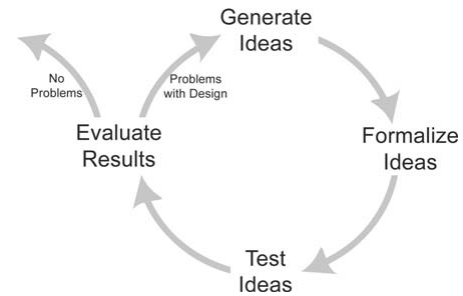 Generate
Ideas
No
Problems
Problems
with Design
Evaluate
Results
Formalize
Ideas
Test
Ideas